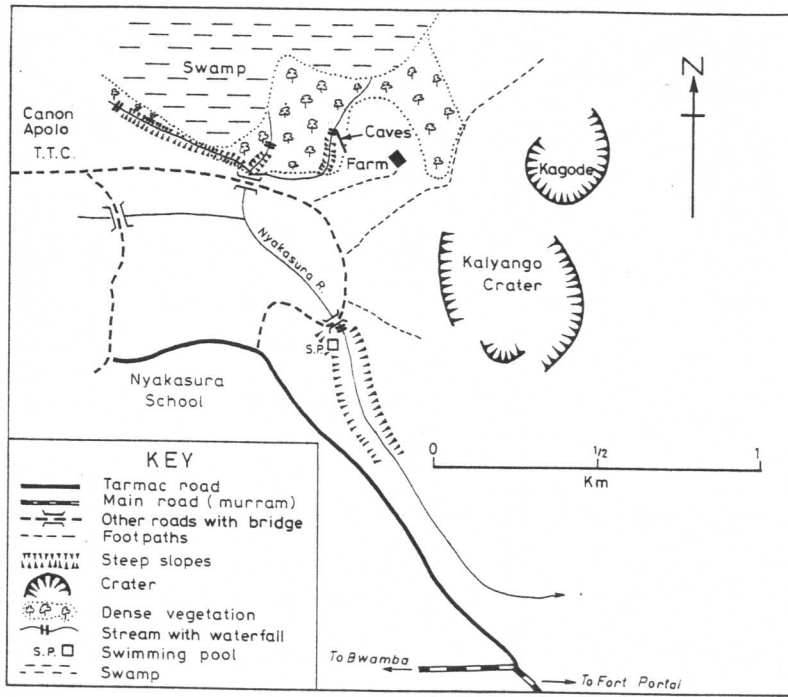 Swamp
N
Canon
Apolo
T.T.C.
Caves
Farm
Kagode
Nyakasura R.
Kalyango
Crater
S.P.
Nyakasura
School
0 1/2 1
Km
KEY
Tarmac road
Main road (murram)
Other roads with bridge
Foot paths
Steep slopes
Crater
Dense vegetation
Stream with waterfall
S.P. Swimming pool
Swamp
To Bwamba
To Fort Portal